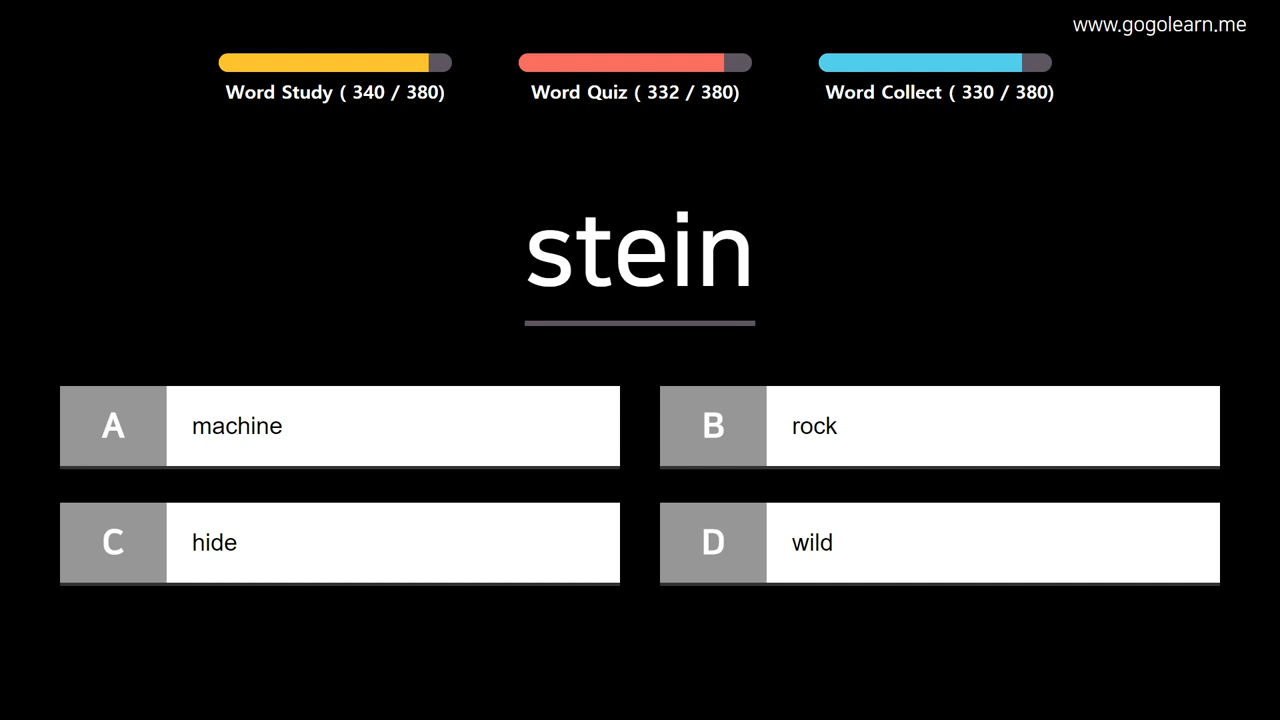 www.gogolearn.me
Word Study ( 340 / 380)
Word Quiz ( 332 / 380)
Word Collect ( 330 / 380)
stein
A machine
B rock
C hide
D wild